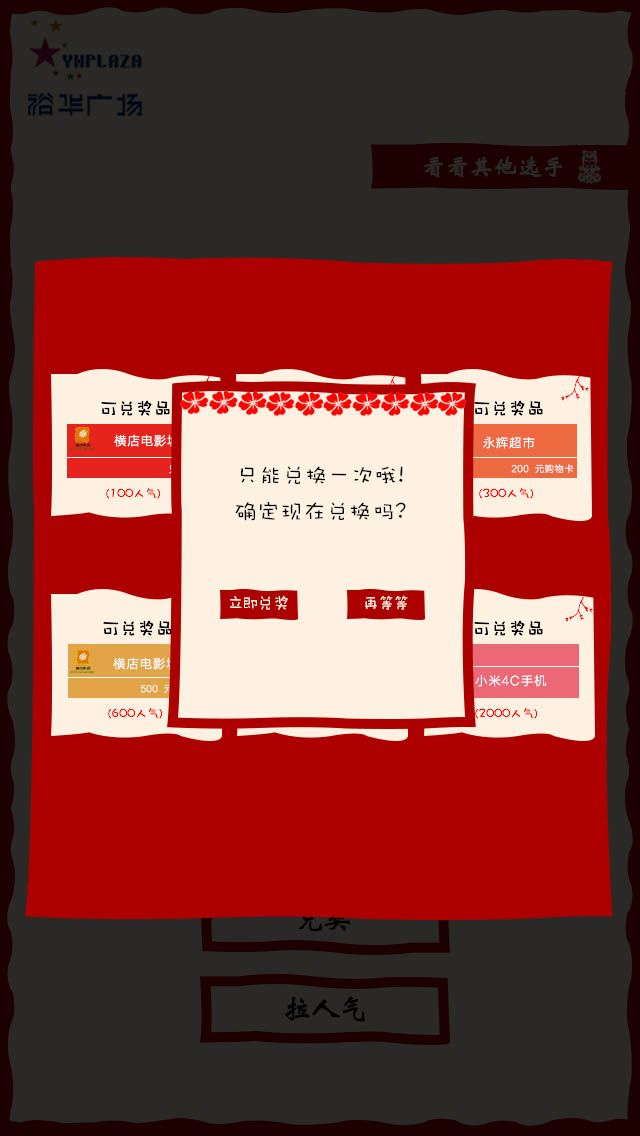 YHPLAZA
裕华广场
看看其他选手
可兑奖品
横店电影
(100人气)
可兑奖品
永辉超市
200 元购物卡
(300人气)
只能兑换一次哦!
确定现在兑换吗?
立即兑奖
再等等
可兑奖品
横店电影
500 元
(600人气)
可兑奖品
小米4C手机
(2000人气)
兑奖
拉人气